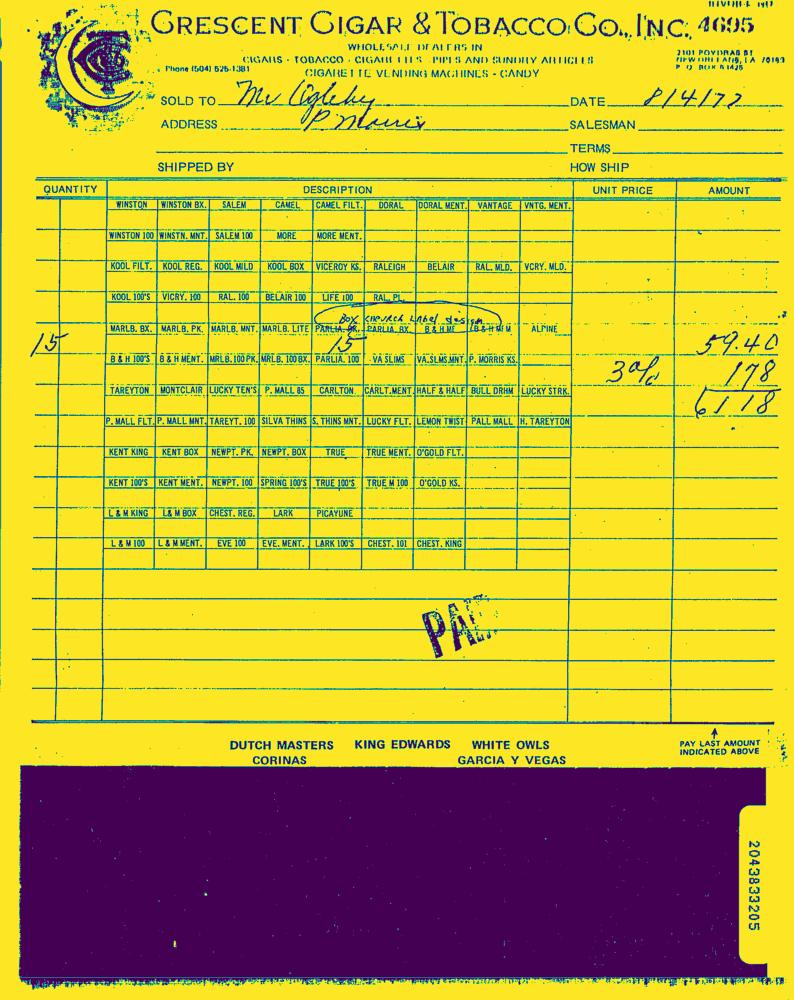 CRESCENT CIGAR & TOBACCO CO., INC. 4695
WHOLESALE DEALERS IN
CIGARS - TOBACCO - CIGARETTES - PIPES AND SUNDRY ARTICLES
CIGARETTE VENDING MACHINES - CANDY
Phone (504) 525-1381
2101 POYDRAS ST
NEW ORLEANS, LA
P. O. BOX
SOLD TO Mr
DATE 8/4/77
ADDRESS P Morris
SALESMAN
TERMS
SHIPPED BY HOW SHIP
QUANTITY DESCRIPTION UNIT PRICE AMOUNT
WINSTON WINSTON BX. SALEM CAMEL CAMEL FILT. DORAL DORAL MENT. VANTAGE VNTG. MENT.
WINSTON 100 WINSTN. MNT. SALEM 100 MORE MORE MENT.
KOOL FILT. KOOL REG. KOOL MILD KOOL BOX VICEROY KS. RALEIGH BELAIR RAL. MLD. VCRY. MLD.
KOOL 100'S VICRY. 100 RAL. 100 BELAIR 100 LIFE 100 RAL. PL.
Box church Label design
MARLB. BX. MARLB. PK. MARLB. MNT. MARLB. LITE PARLIA. PARLIA. BX. B & H ALPINE
15 15 59.40
B & H 100'S B & H MENT. MRLB. 100 PK. MRLB. 100 BX. PARLIA. 100 VA SLIMS VA.SLMS.MNT. P. MORRIS KS.
3% 178
TAREYTON MONTCLAIR LUCKY TEN'S P. MALL 85 CARLTON CARLT.MENT. HALF & HALF BULL DRHM LUCKY STRK.
61 18
P. MALL FLT. P. MALL MNT. TAREYT. 100 SILVA THINS S. THINS MNT. LUCKY FLT. LEMON TWIST PALL MALL H. TAREYTON
KENT KING KENT BOX NEWPT. PK. NEWPT. BOX TRUE TRUE MENT. O'GOLD FLT.
KENT 100'S KENT MENT. NEWPT. 100 SPRING 100'S TRUE 100'S TRUE M 100 O'GOLD KS.
L & M KING L& M BOX CHEST. REG. LARK PICAYUNE
L & M 100 L & M MENT. EVE 100 EVE. MENT. LARK 100'S CHEST. 101 CHEST. KING
DUTCH MASTERS KING EDWARDS WHITE OWLS
CORINAS GARCIA Y VEGAS
PAY LAST AMOUNT
INDICATED ABOVE
2043833205